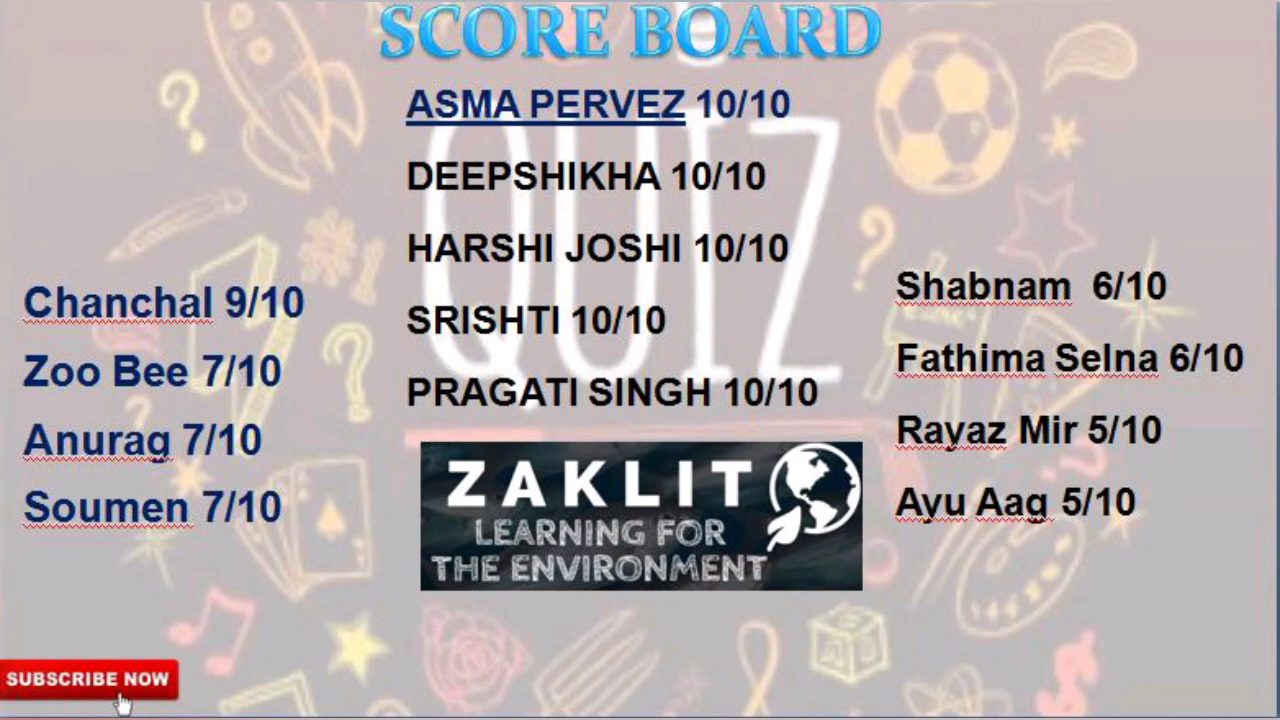 SCORE BOARD
ASMA PERVEZ 10/10
DEEPSHIKHA 10/10
HARSHI JOSHI 10/10
SRISHTI 10/10
PRAGATI SINGH 10/10
Chanchal 9/10
Zoo Bee 7/10
Anurag 7/10
Soumen 7/10
Shabnam 6/10
Fathima Selna 6/10
Rayaz Mir 5/10
Ayu Aag 5/10
QUIZ
#1
ZAKLIT
LEARNING FOR
THE ENVIRONMENT
SUBSCRIBE NOW